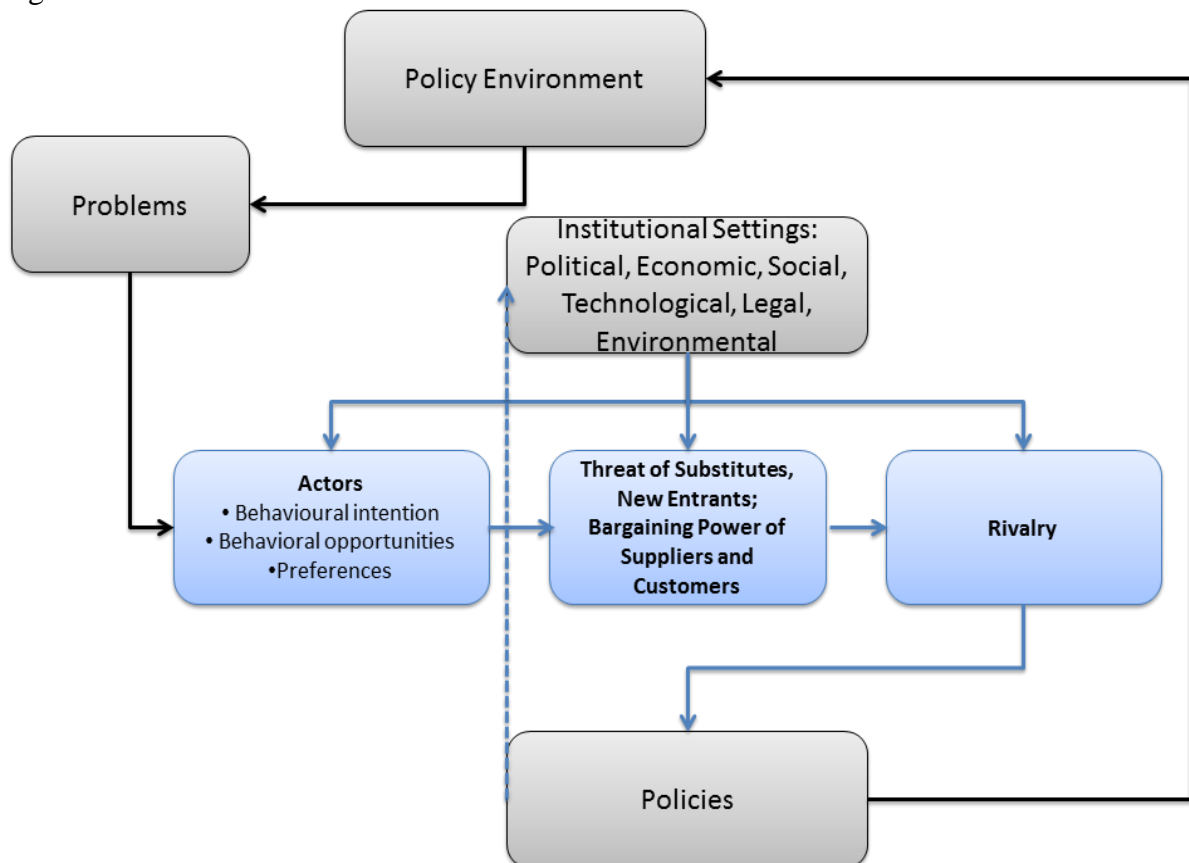 Policy Environment
Problems
Institutional Settings:
Political, Economic, Social,
Technological, Legal,
Environmental
Actors
• Behavioural intention
• Behavioral opportunities
•Preferences
Threat of Substitutes,
New Entrants;
Bargaining Power of
Suppliers and
Customers
Rivalry
Policies